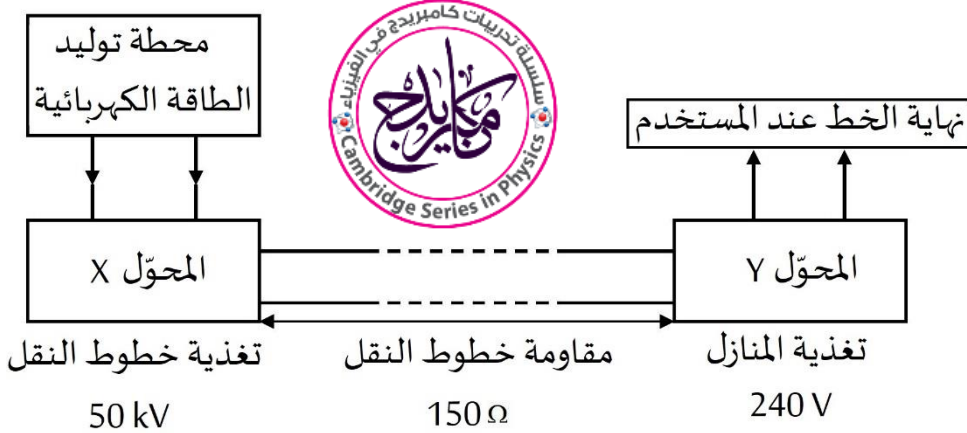 محطة توليد
الطاقة الكهربائية
سلسلة تدريبات كامبريدج في الفيزياء
كامبريدج
Cambridge Series in Physics
نهاية الخط عند المستخدم
المحوّل X
المحوّل Y
تغذية خطوط النقل
مقاومة خطوط النقل
تغذية المنازل
50 kV
150 Ω
240 V